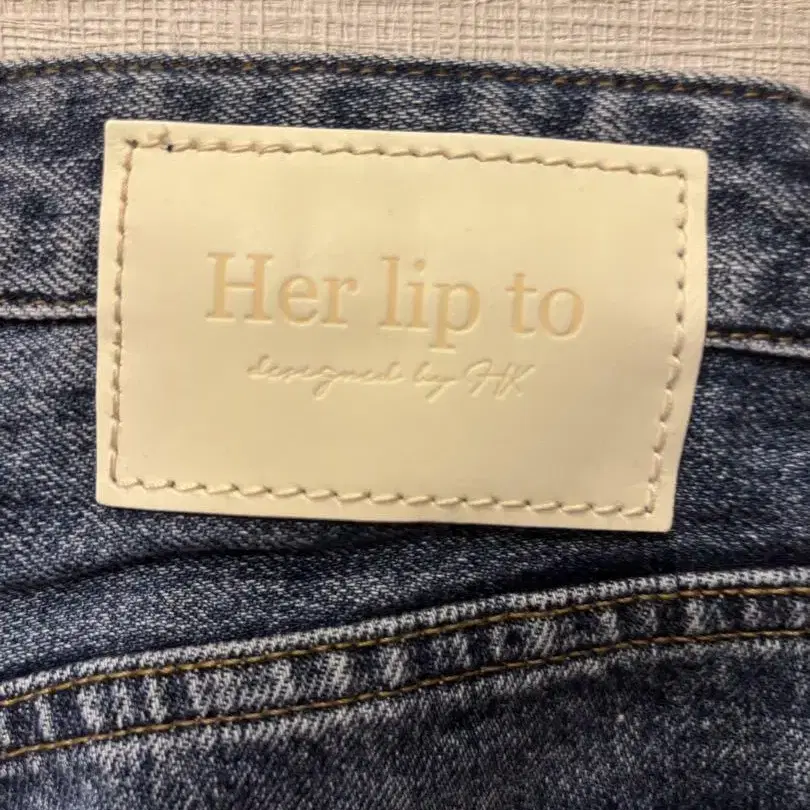 Her lip to
designed by HK